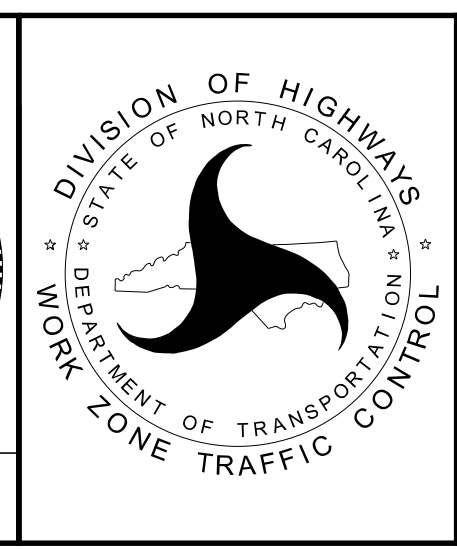 DIVISION OF HIGHWAYS
STATE OF NORTH CAROLINA
DEPARTMENT OF TRANSPORTATION
WORK ZONE TRAFFIC CONTROL